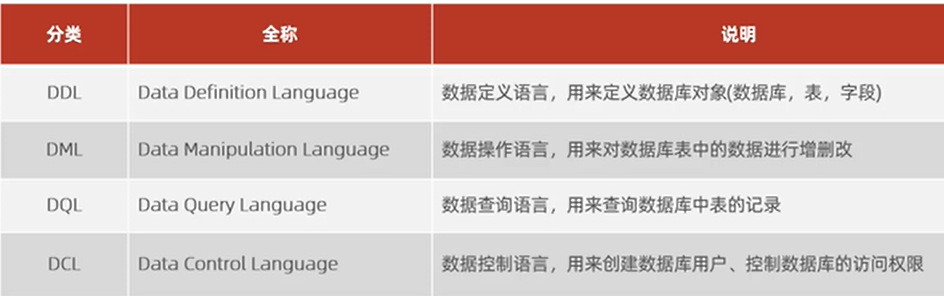 分类 全称 说明
DDL Data Definition Language 数据定义语言，用来定义数据库对象(数据库，表，字段)
DML Data Manipulation Language 数据操作语言，用来对数据库表中的数据进行增删改
DQL Data Query Language 数据查询语言，用来查询数据库中表的记录
DCL Data Control Language 数据控制语言，用来创建数据库用户、控制数据库的访问权限